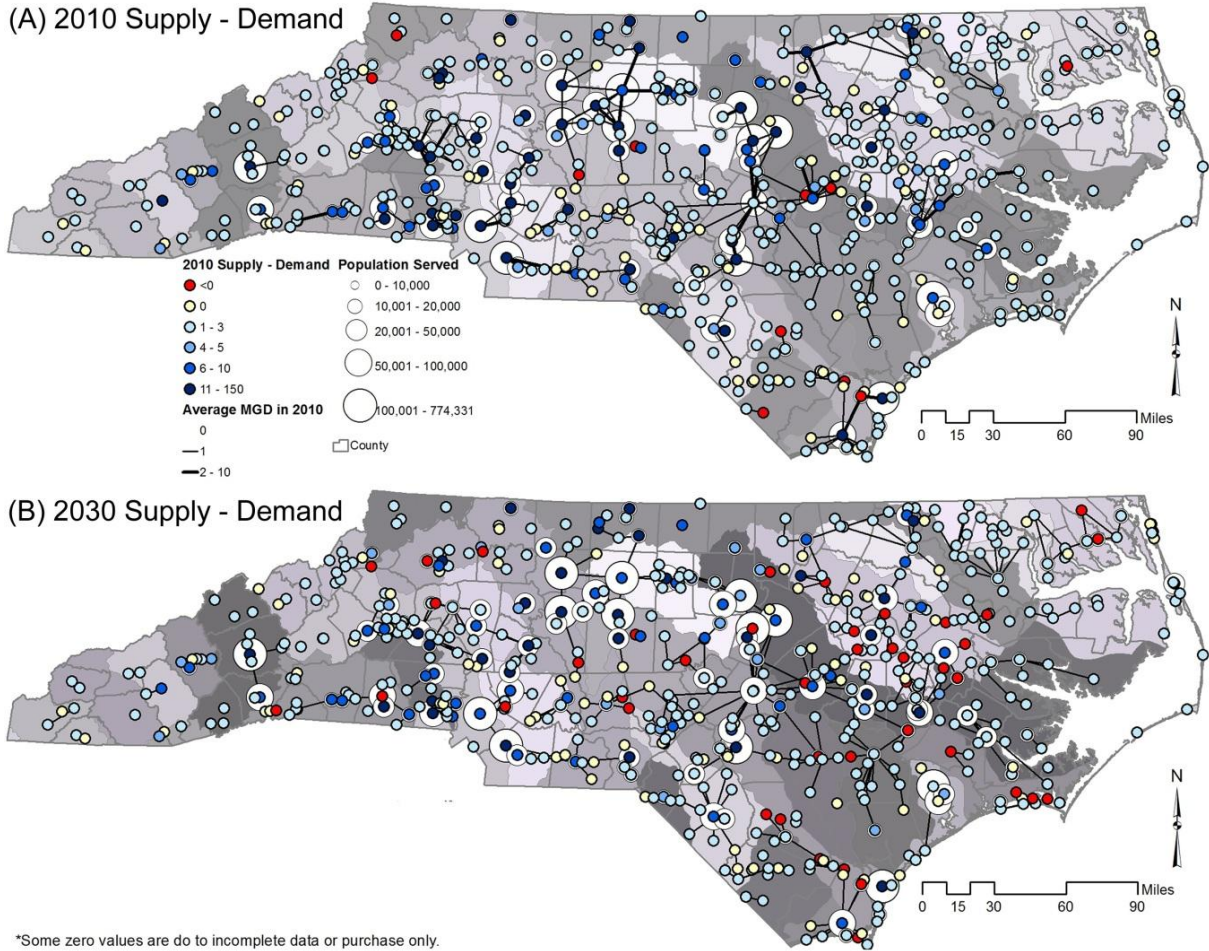 (A) 2010 Supply - Demand
2010 Supply - Demand
<0
0
1 - 3
4 - 5
6 - 10
11 - 150
Average MGD in 2010
0
1
2 - 10
Population Served
0 - 10,000
10,001 - 20,000
20,001 - 50,000
50,001 - 100,000
100,001 - 774,331
County
N
Miles
0 15 30 60 90
(B) 2030 Supply - Demand
N
Miles
0 15 30 60 90
*Some zero values are do to incomplete data or purchase only.